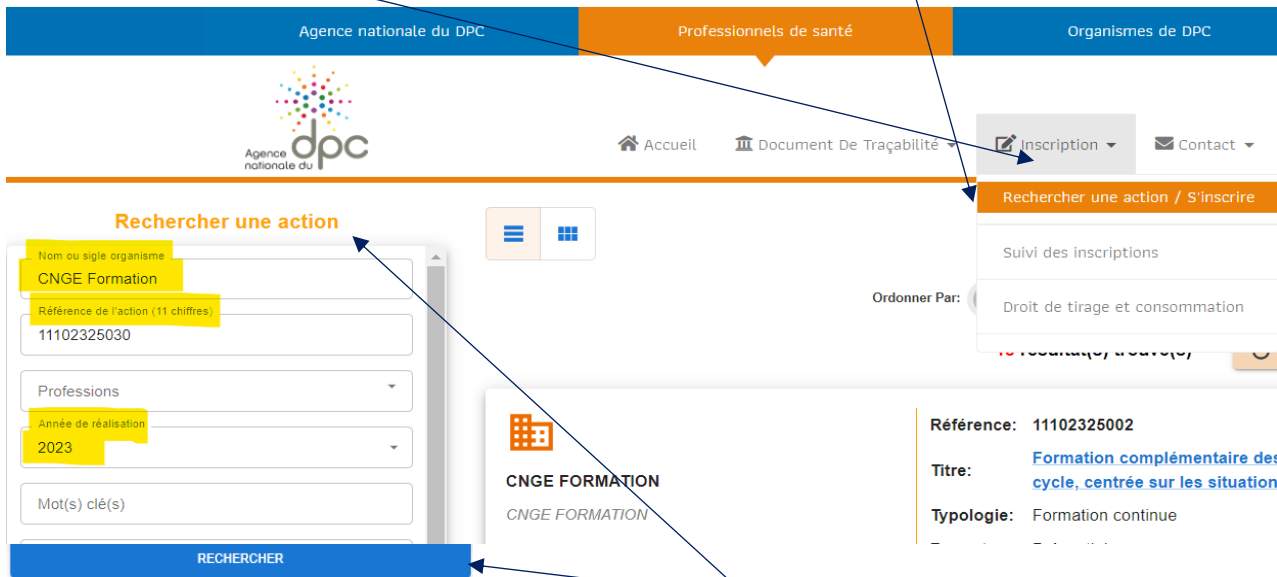 Agence nationale du DPC
Professionnels de santé
Organismes de DPC
Agence
nationale du
dpc
Accueil
Document De Traçabilité
Inscription
Contact
Rechercher une action / S'inscrire
Suivi des inscriptions
Droit de tirage et consommation
Rechercher une action
Nom ou sigle organisme
CNGE Formation
Référence de l'action (11 chiffres)
11102325030
Professions
Année de réalisation
2023
Mot(s) clé(s)
RECHERCHER
Ordonner Par:
résultat(s) trouvé(s)
CNGE FORMATION
CNGE FORMATION
Référence: 11102325002
Titre: Formation complémentaire des
cycle, centrée sur les situation
Typologie: Formation continue